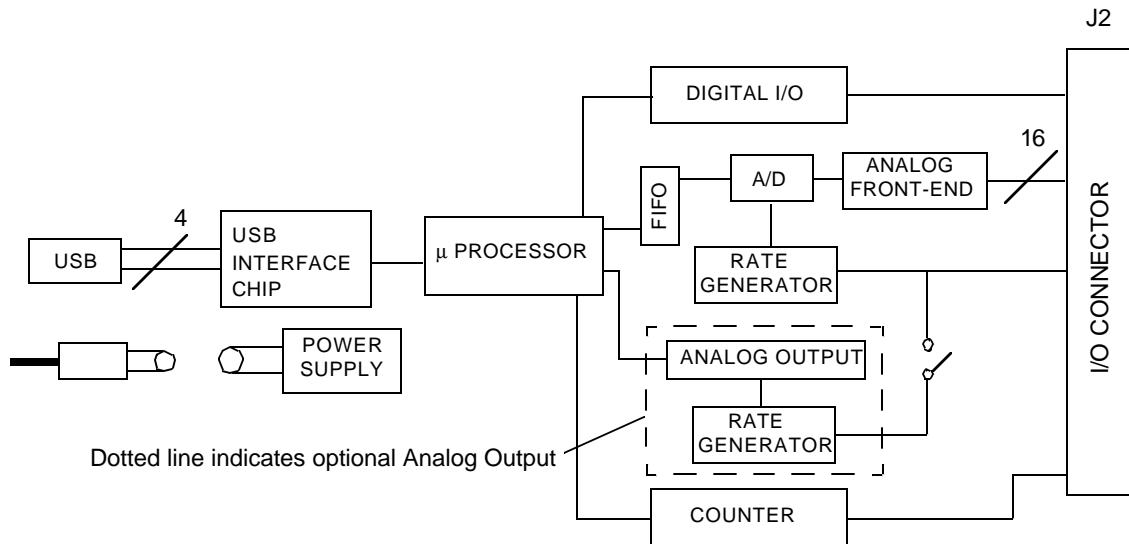 J2
DIGITAL I/O
16
ANALOG
FRONT-END
A/D
FIFO
I/O CONNECTOR
4
USB
USB
INTERFACE
CHIP
μ PROCESSOR
RATE
GENERATOR
POWER
SUPPLY
ANALOG OUTPUT
RATE
GENERATOR
Dotted line indicates optional Analog Output
COUNTER